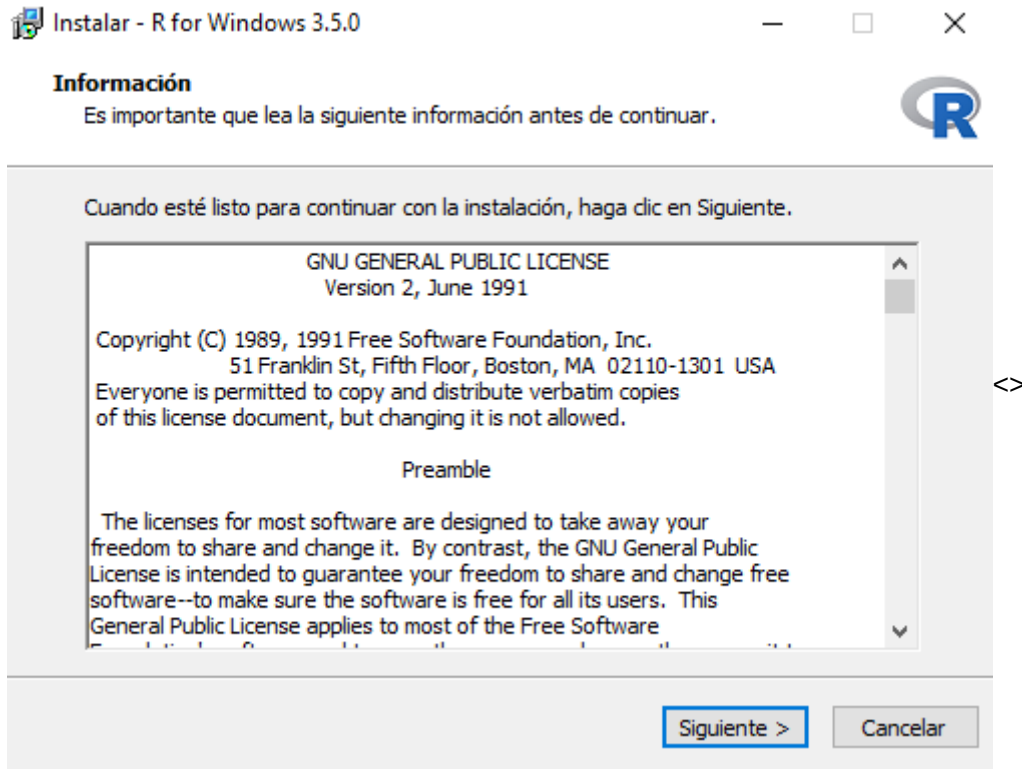 Instalar - R for Windows 3.5.0
Información
Es importante que lea la siguiente información antes de continuar.
R
Cuando esté listo para continuar con la instalación, haga clic en Siguiente.
GNU GENERAL PUBLIC LICENSE
Version 2, June 1991
Copyright (C) 1989, 1991 Free Software Foundation, Inc.
51 Franklin St, Fifth Floor, Boston, MA 02110-1301 USA
Everyone is permitted to copy and distribute verbatim copies
of this license document, but changing it is not allowed.
<>
Preamble
The licenses for most software are designed to take away your
freedom to share and change it. By contrast, the GNU General Public
License is intended to guarantee your freedom to share and change free
software--to make sure the software is free for all its users. This
General Public License applies to most of the Free Software
Siguiente >
Cancelar